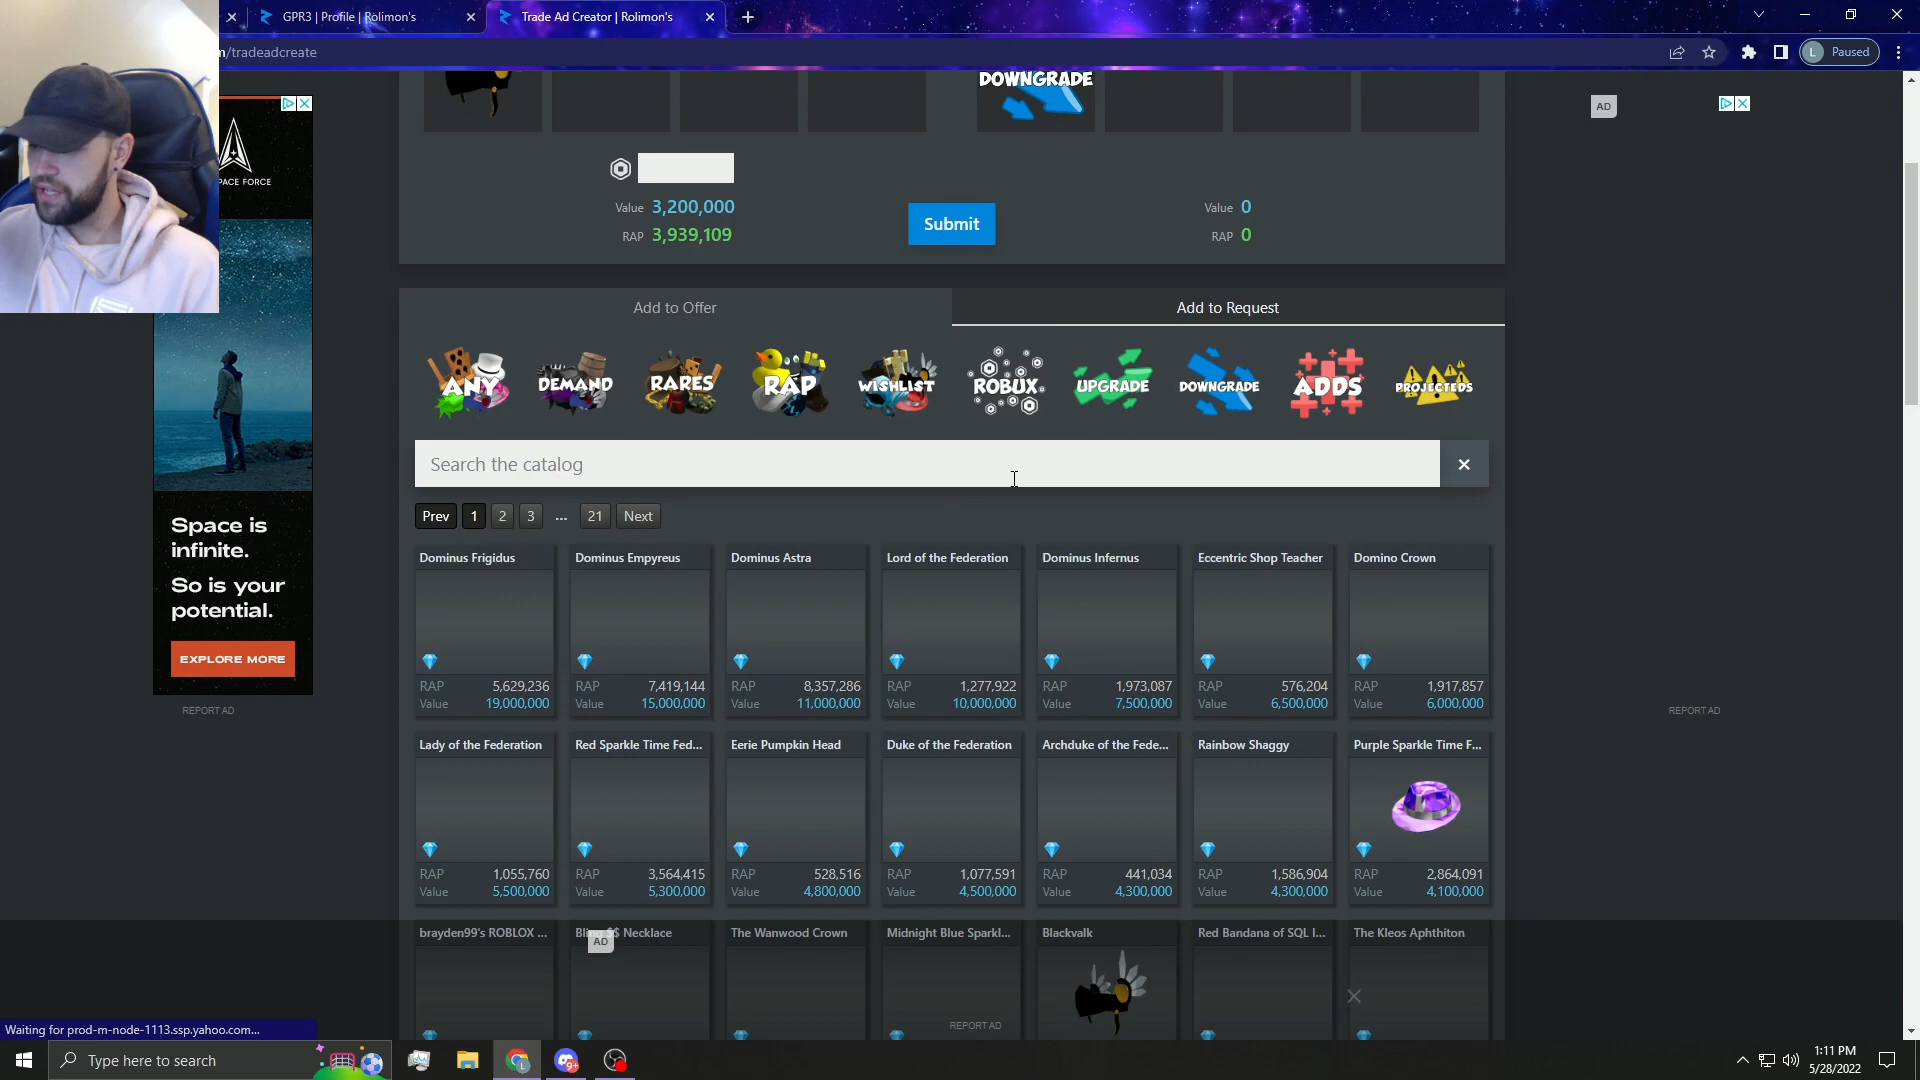 GPR3 | Profile | Rolimon's
Trade Ad Creator | Rolimon's
/tradeadcreate
Paused
DOWNGRADE
AD
PACE FORCE
Value 3,200,000
RAP 3,939,109
Submit
Value 0
RAP 0
Add to Offer
Add to Request
ANY
DEMAND
RARES
RAP
WISHLIST
ROBUX
UPGRADE
DOWNGRADE
ADDS
PROJECTEDS
Search the catalog
Prev 1 2 3 ... 21 Next
Space is
infinite.
So is your
potential.
EXPLORE MORE
REPORT AD
REPORT AD
Dominus Frigidus
RAP 5,629,236
Value 19,000,000
Dominus Empyreus
RAP 7,419,144
Value 15,000,000
Dominus Astra
RAP 8,357,286
Value 11,000,000
Lord of the Federation
RAP 1,277,922
Value 10,000,000
Dominus Infernus
RAP 1,973,087
Value 7,500,000
Eccentric Shop Teacher
RAP 576,204
Value 6,500,000
Domino Crown
RAP 1,917,857
Value 6,000,000
Lady of the Federation
RAP 1,055,760
Value 5,500,000
Red Sparkle Time Fed...
RAP 3,564,415
Value 5,300,000
Eerie Pumpkin Head
RAP 528,516
Value 4,800,000
Duke of the Federation
RAP 1,077,591
Value 4,500,000
Archduke of the Fede...
RAP 441,034
Value 4,300,000
Rainbow Shaggy
RAP 1,586,904
Value 4,300,000
Purple Sparkle Time F...
RAP 2,864,091
Value 4,100,000
brayden99's ROBLOX ...
Bling $$ Necklace
AD
The Wanwood Crown
Midnight Blue Sparkl...
Blackvalk
Red Bandana of SQL I...
The Kleos Aphthiton
REPORT AD
Waiting for prod-m-node-1113.ssp.yahoo.com...
Type here to search
9+
1:11 PM
5/28/2022